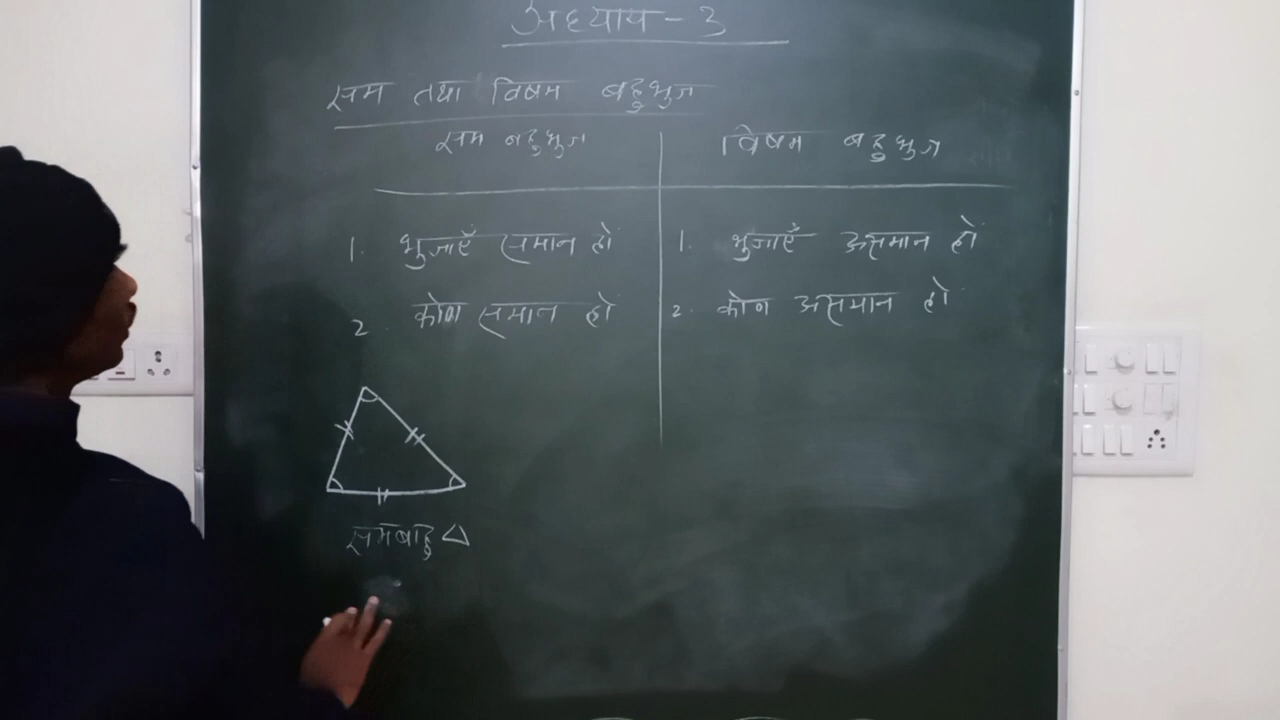 अध्याय - 3
सम तथा विषम बहुभुज
सम बहुभुज
विषम बहुभुज
1. भुजाएँ समान हों
1. भुजाएँ असमान हों
2. कोण समान हो
2. कोण असमान हो
समबाहु △